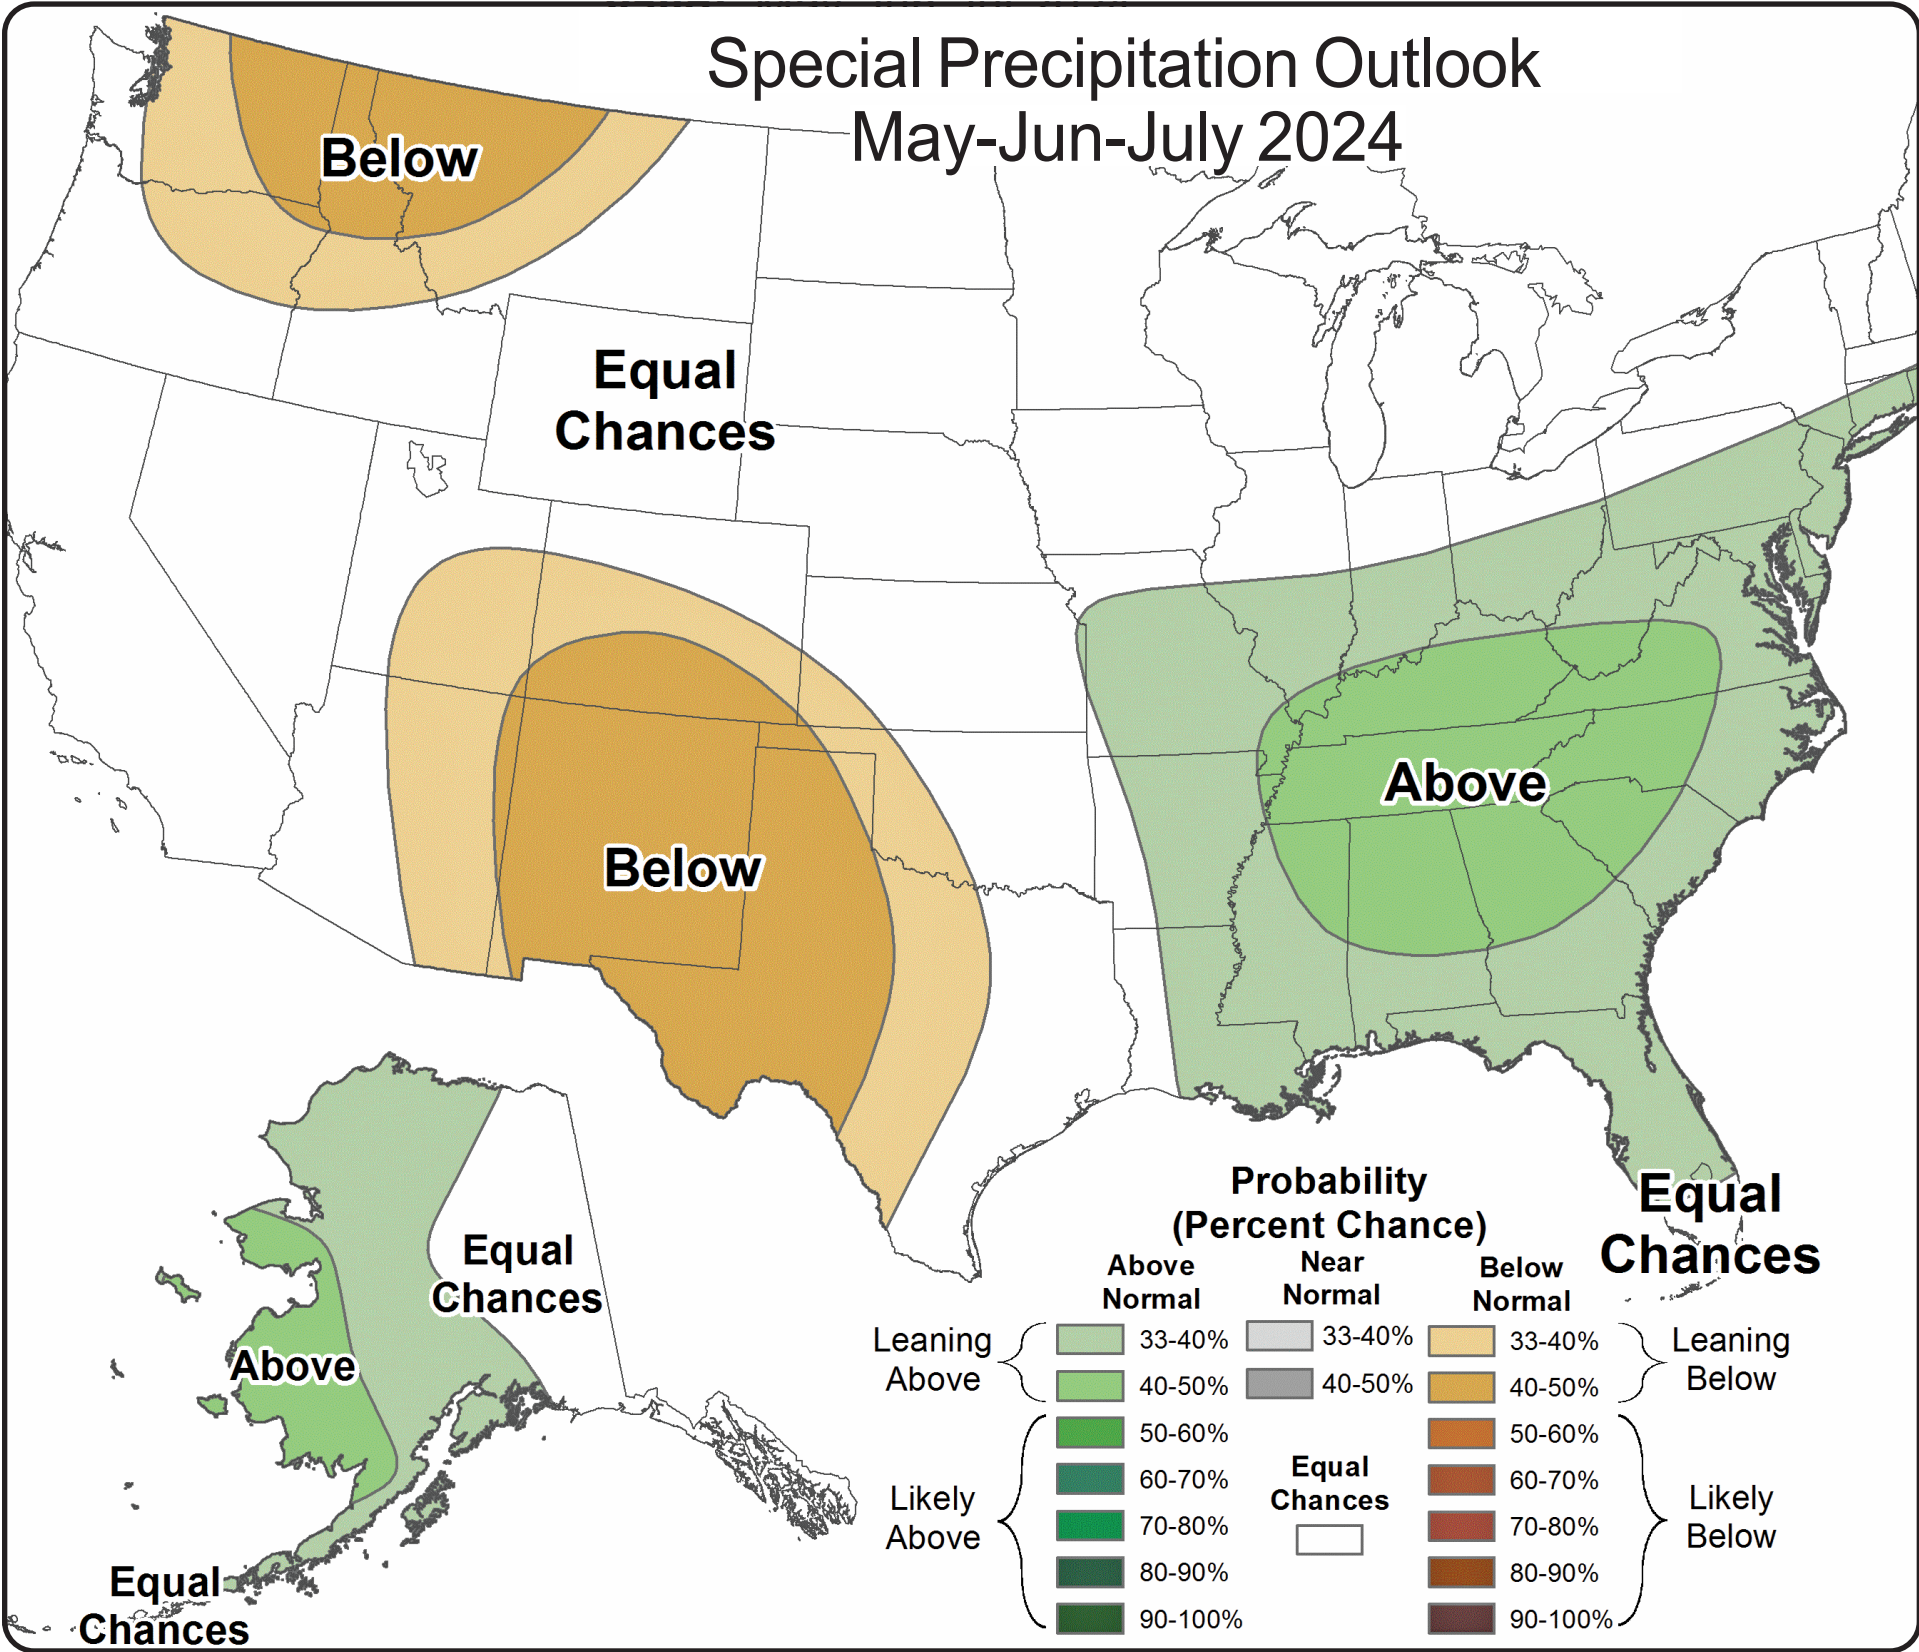 Special Precipitation Outlook
May-Jun-July 2024
Below
Equal
Chances
Below
Above
Equal
Chances
Above
Equal
Chances
Equal
Chances
Probability
(Percent Chance)
Above
Normal
Near
Normal
Below
Normal
Leaning
Above
33-40%
33-40%
33-40%
Leaning
Below
40-50%
40-50%
40-50%
50-60%
50-60%
Likely
Above
60-70%
Equal
Chances
60-70%
Likely
Below
70-80%
70-80%
80-90%
80-90%
90-100%
90-100%